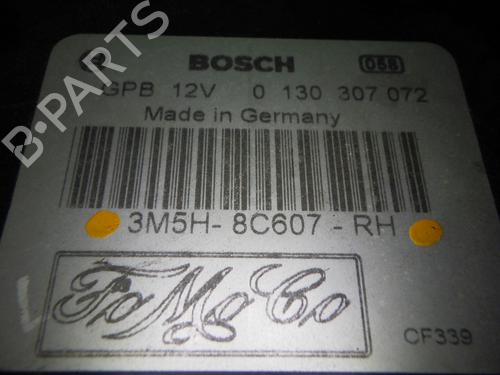 BOSCH 058
GPB 12V 0 130 307 072
Made in Germany
3M5H-8C607-RH
FoMoCo
CF339
B-PARTS